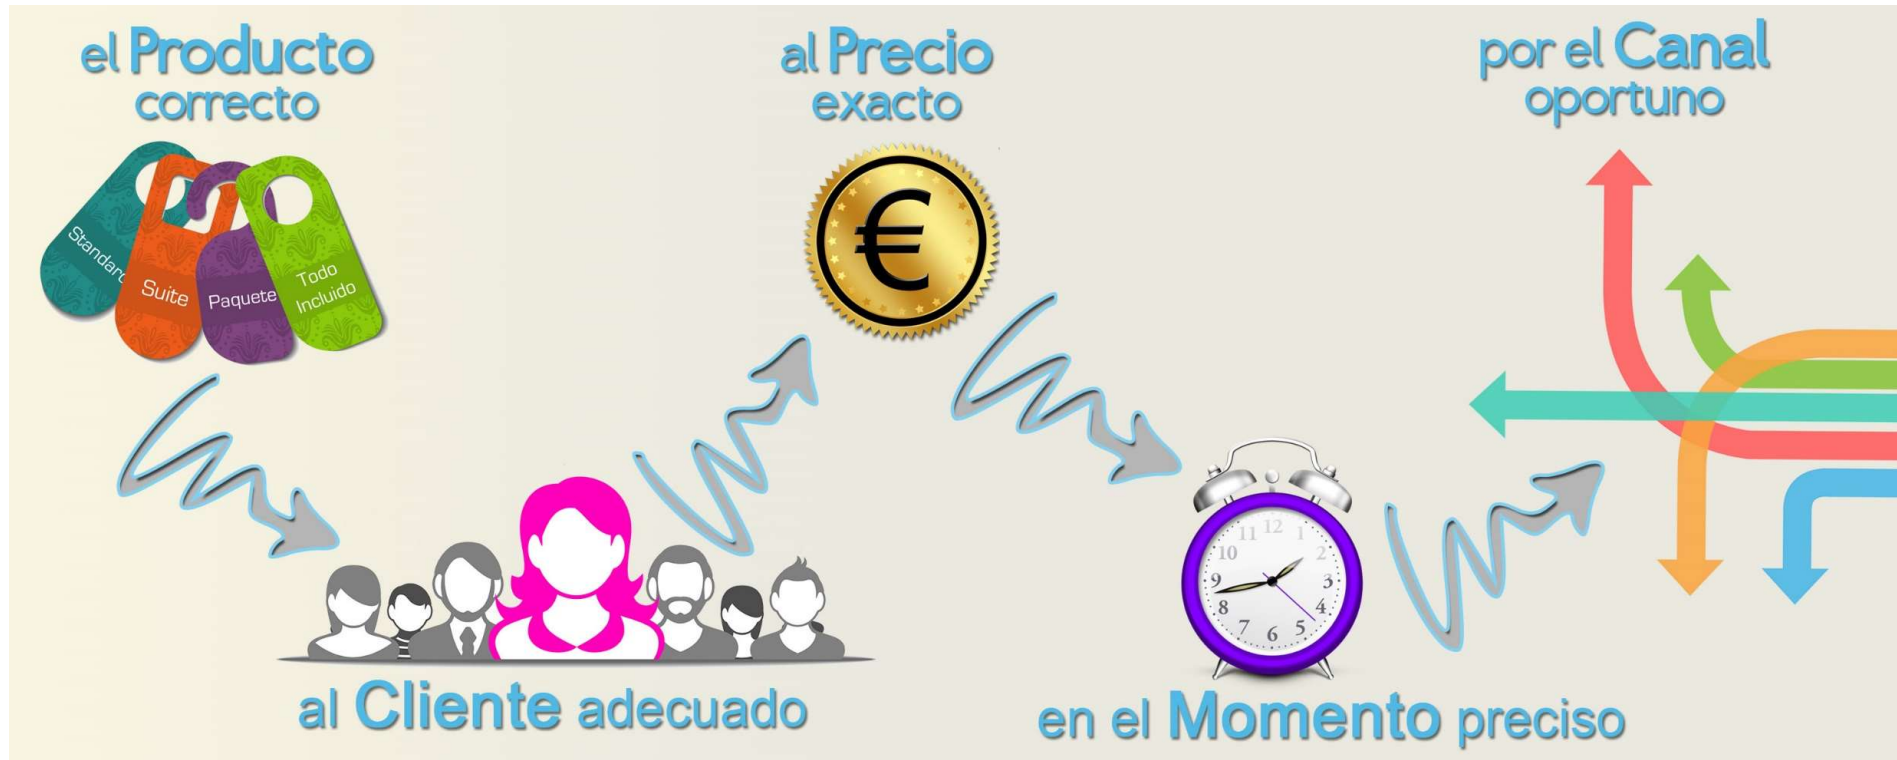 el Producto
correcto
Standard
Suite
Paquete
Todo
Incluido
al Cliente adecuado
al Precio
exacto
€
en el Momento preciso
11 12 1
10 2
9 3
8 4
7 6 5
por el Canal
oportuno